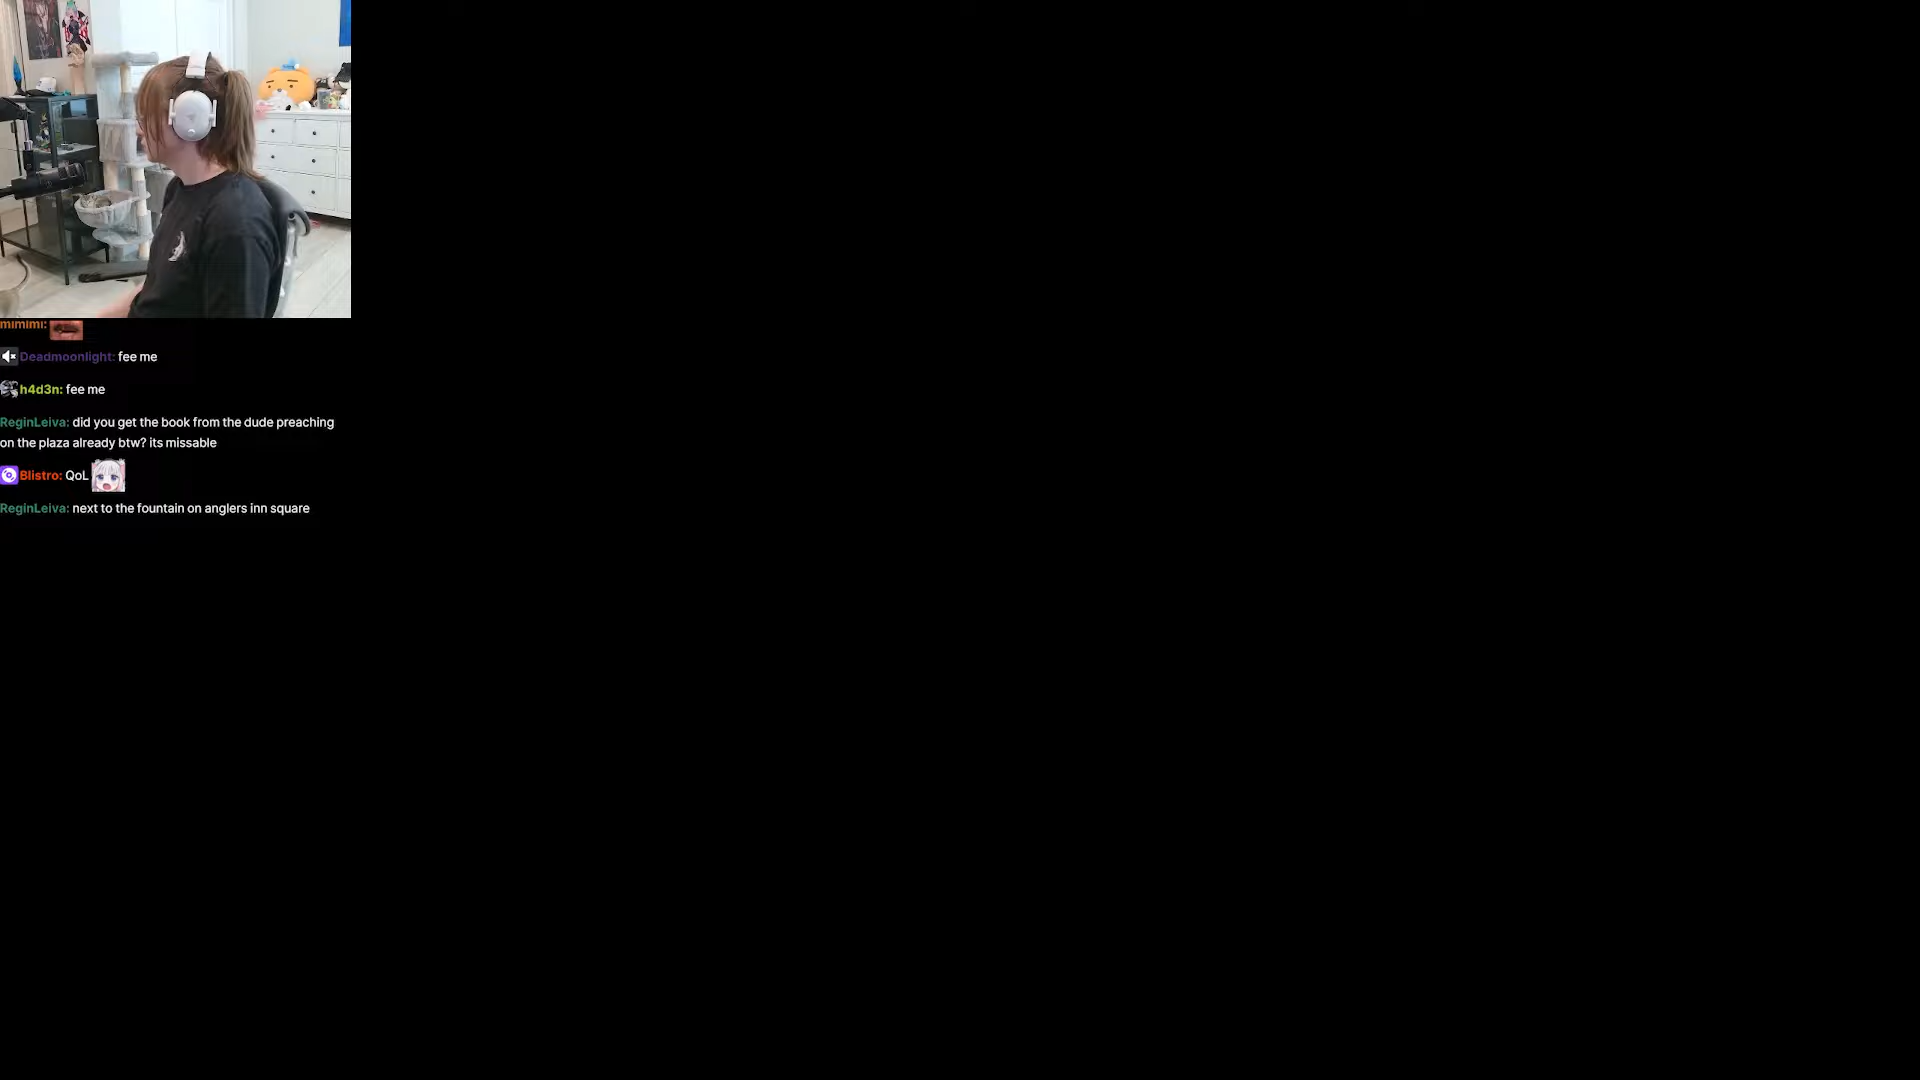 mimimi:
Deadmoonlight: fee me
h4d3n: fee me
ReginLeiva: did you get the book from the dude preaching
on the plaza already btw? its missable
Blistro: QoL
ReginLeiva: next to the fountain on anglers inn square